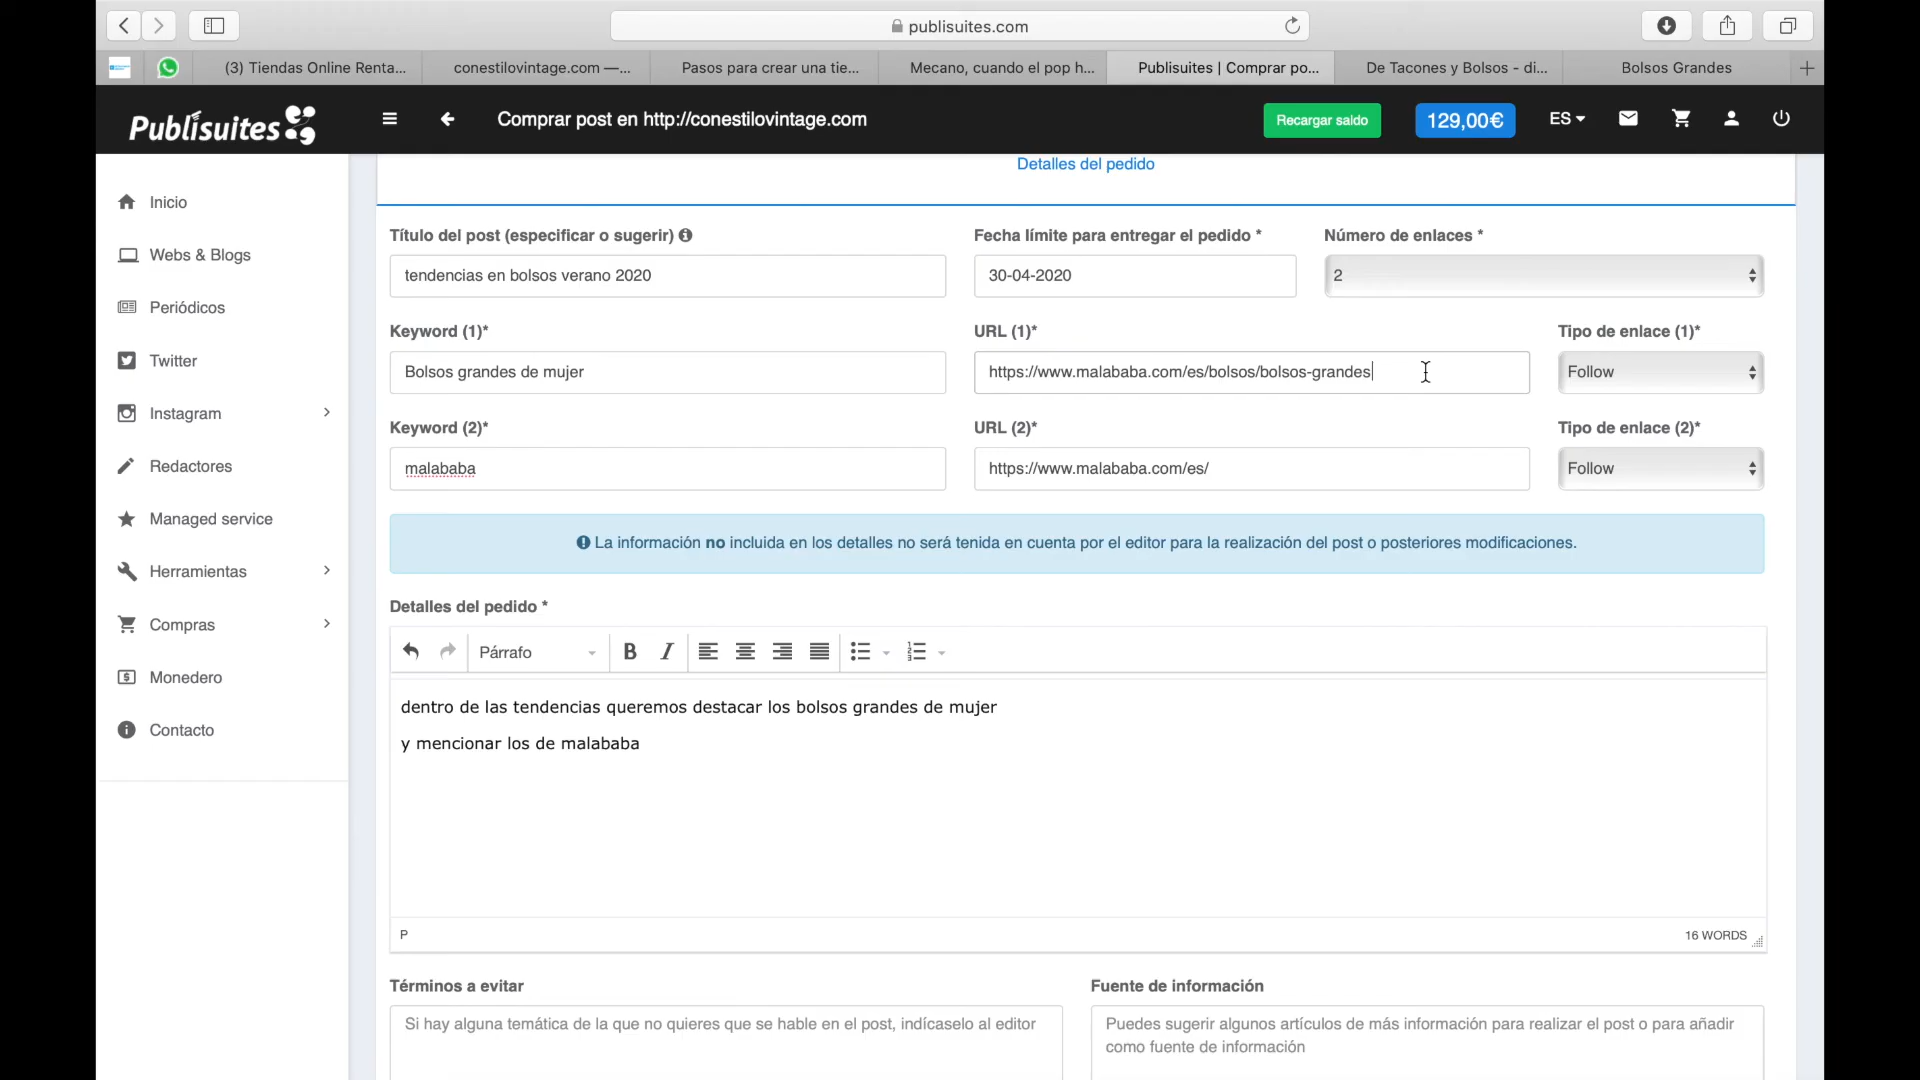 publisuites.com
(3) Tiendas Online Renta...
conestilovintage.com —...
Pasos para crear una tie...
Mecano, cuando el pop h...
Publisuites | Comprar po...
De Tacones y Bolsos - di...
Bolsos Grandes
Publisuites
Comprar post en http://conestilovintage.com
Recargar saldo
129,00€
ES
Detalles del pedido
Inicio
Webs & Blogs
Periódicos
Twitter
Instagram
Redactores
Managed service
Herramientas
Compras
Monedero
Contacto
Título del post (especificar o sugerir)
Fecha límite para entregar el pedido *
Número de enlaces *
tendencias en bolsos verano 2020
30-04-2020
2
Keyword (1)*
URL (1)*
Tipo de enlace (1)*
Bolsos grandes de mujer
https://www.malababa.com/es/bolsos/bolsos-grandes
Follow
Keyword (2)*
URL (2)*
Tipo de enlace (2)*
malababa
https://www.malababa.com/es/
Follow
La información no incluida en los detalles no será tenida en cuenta por el editor para la realización del post o posteriores modificaciones.
Detalles del pedido *
Párrafo
B I
dentro de las tendencias queremos destacar los bolsos grandes de mujer
y mencionar los de malababa
P
16 WORDS
Términos a evitar
Fuente de información
Si hay alguna temática de la que no quieres que se hable en el post, indícaselo al editor
Puedes sugerir algunos artículos de más información para realizar el post o para añadir
como fuente de información